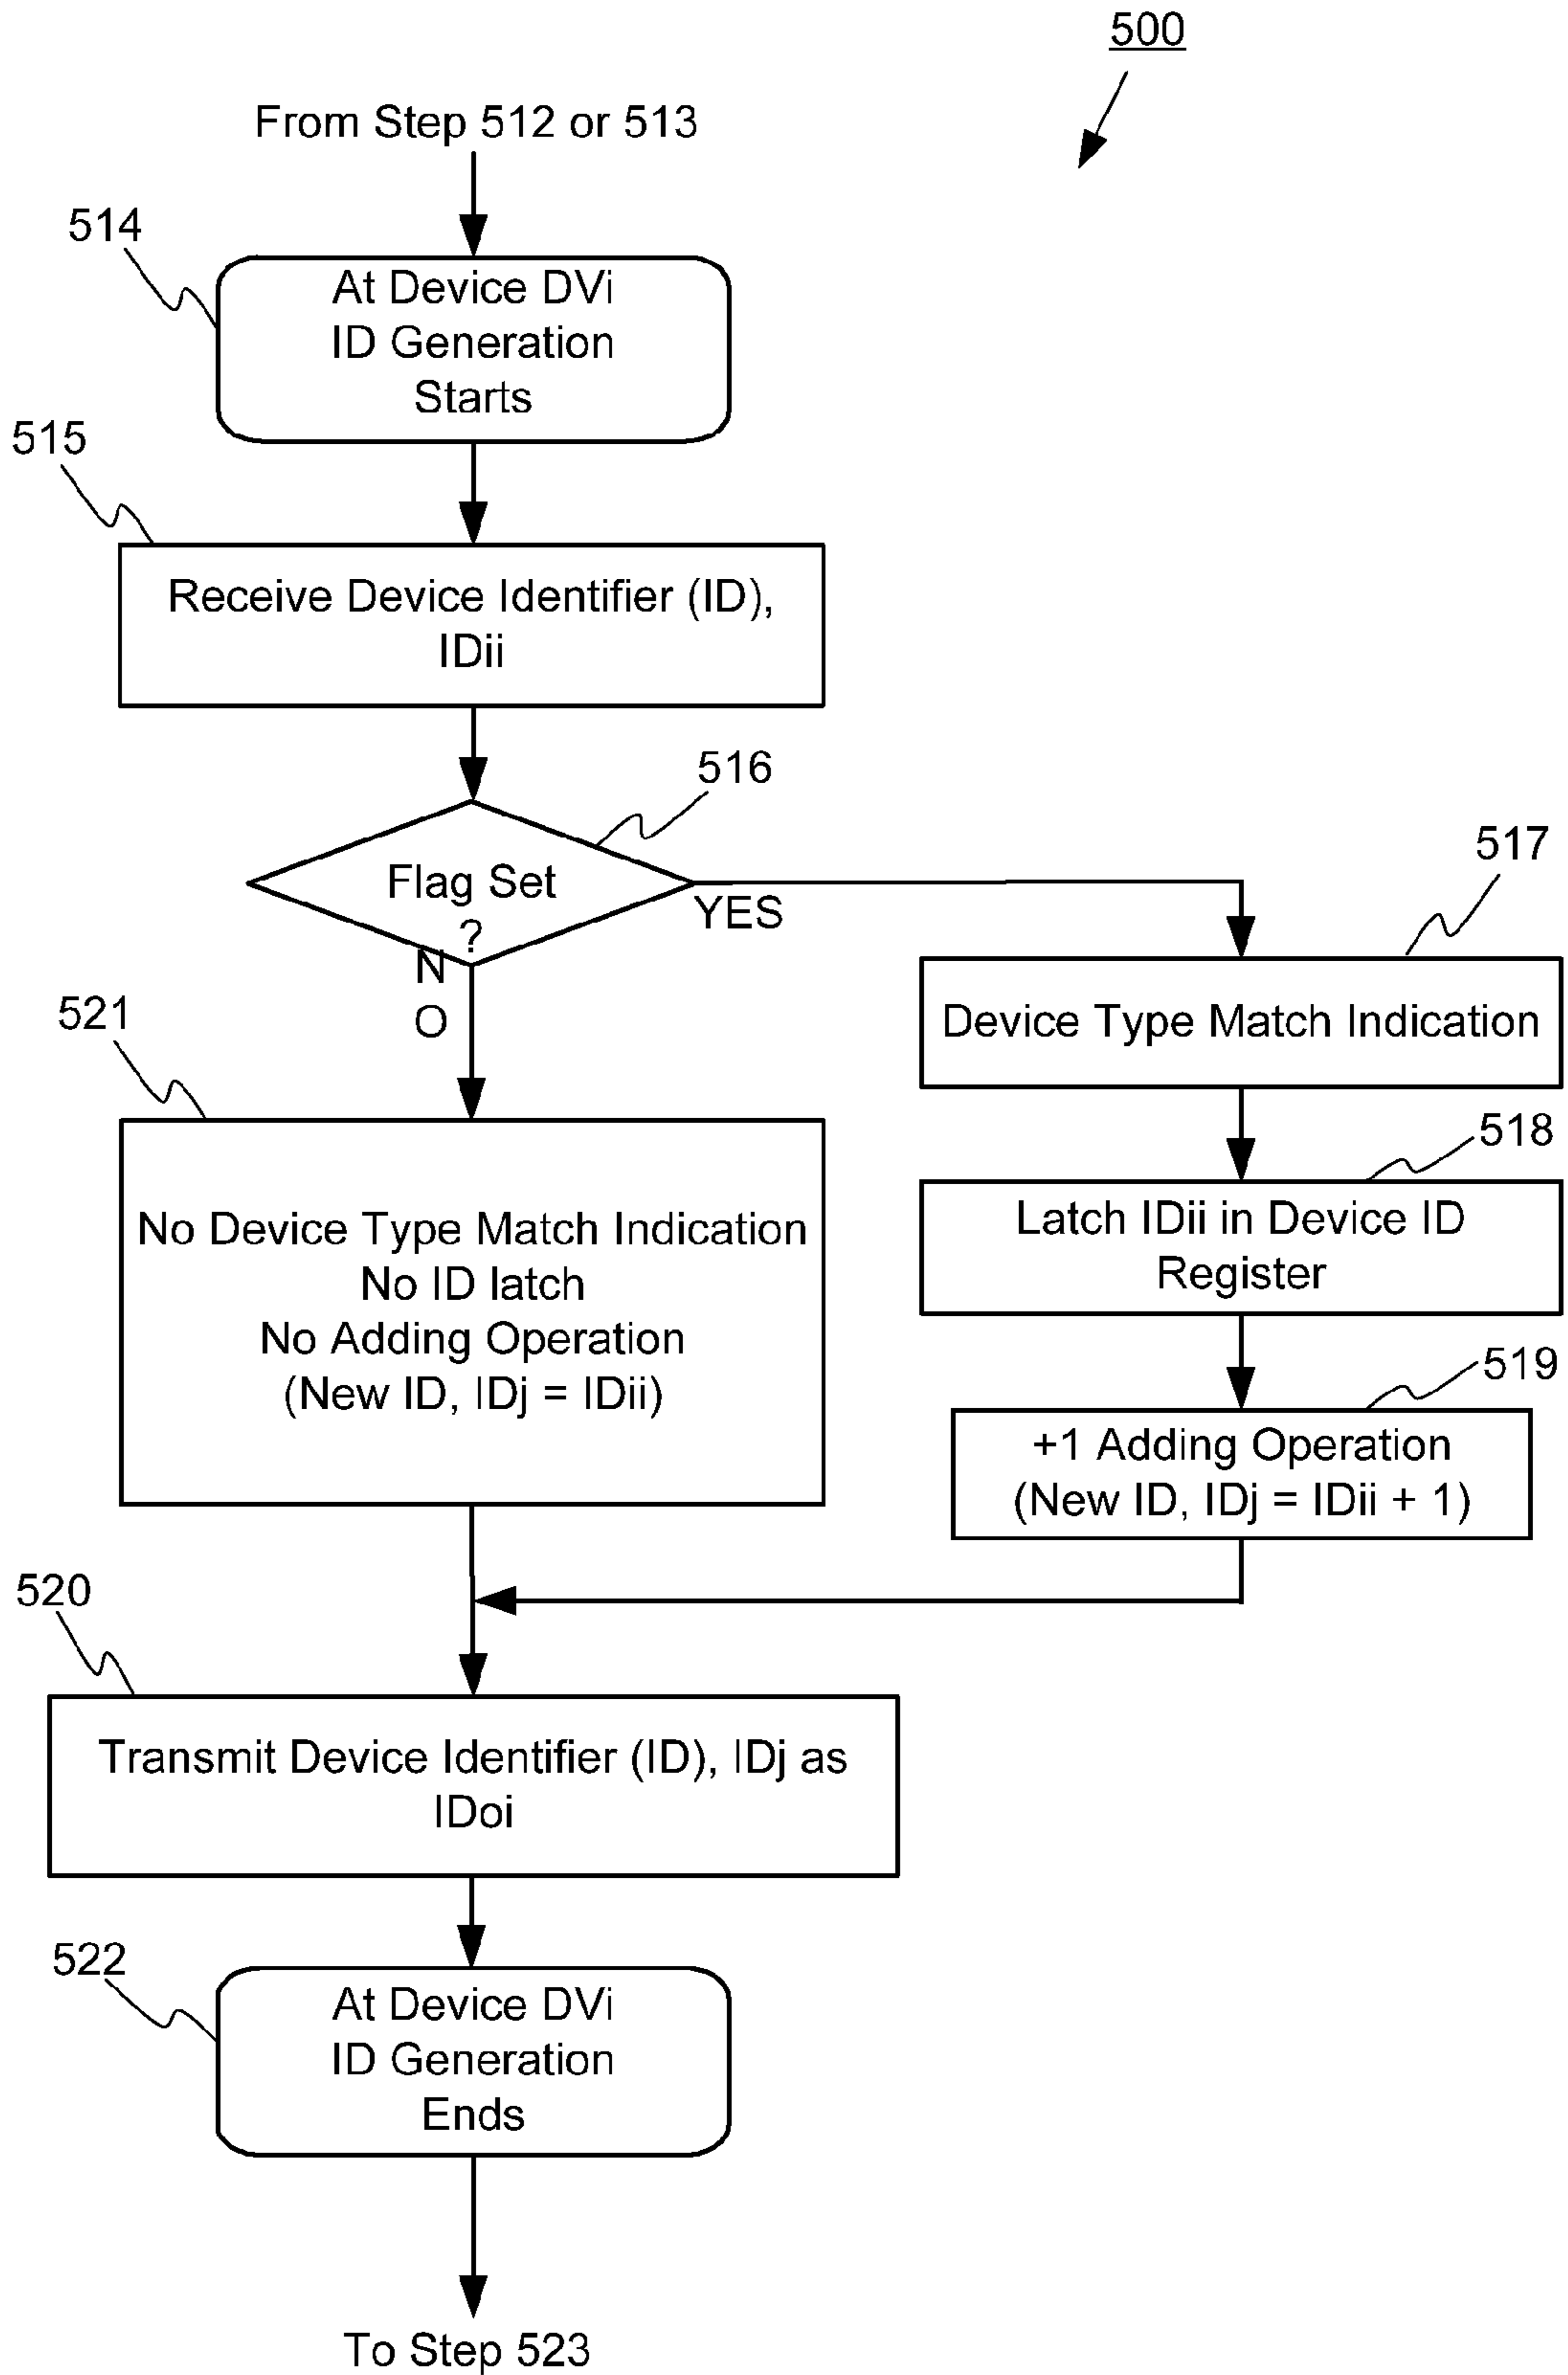 500
From Step 512 or 513
514
At Device DVi
ID Generation
Starts
515
Receive Device Identifier (ID),
IDii
516
Flag Set
?
YES
N
O
517
Device Type Match Indication
518
Latch IDii in Device ID
Register
519
+1 Adding Operation
(New ID, IDj = IDii + 1)
521
No Device Type Match Indication
No ID latch
No Adding Operation
(New ID, IDj = IDii)
520
Transmit Device Identifier (ID), IDj as
IDoi
522
At Device DVi
ID Generation
Ends
To Step 523